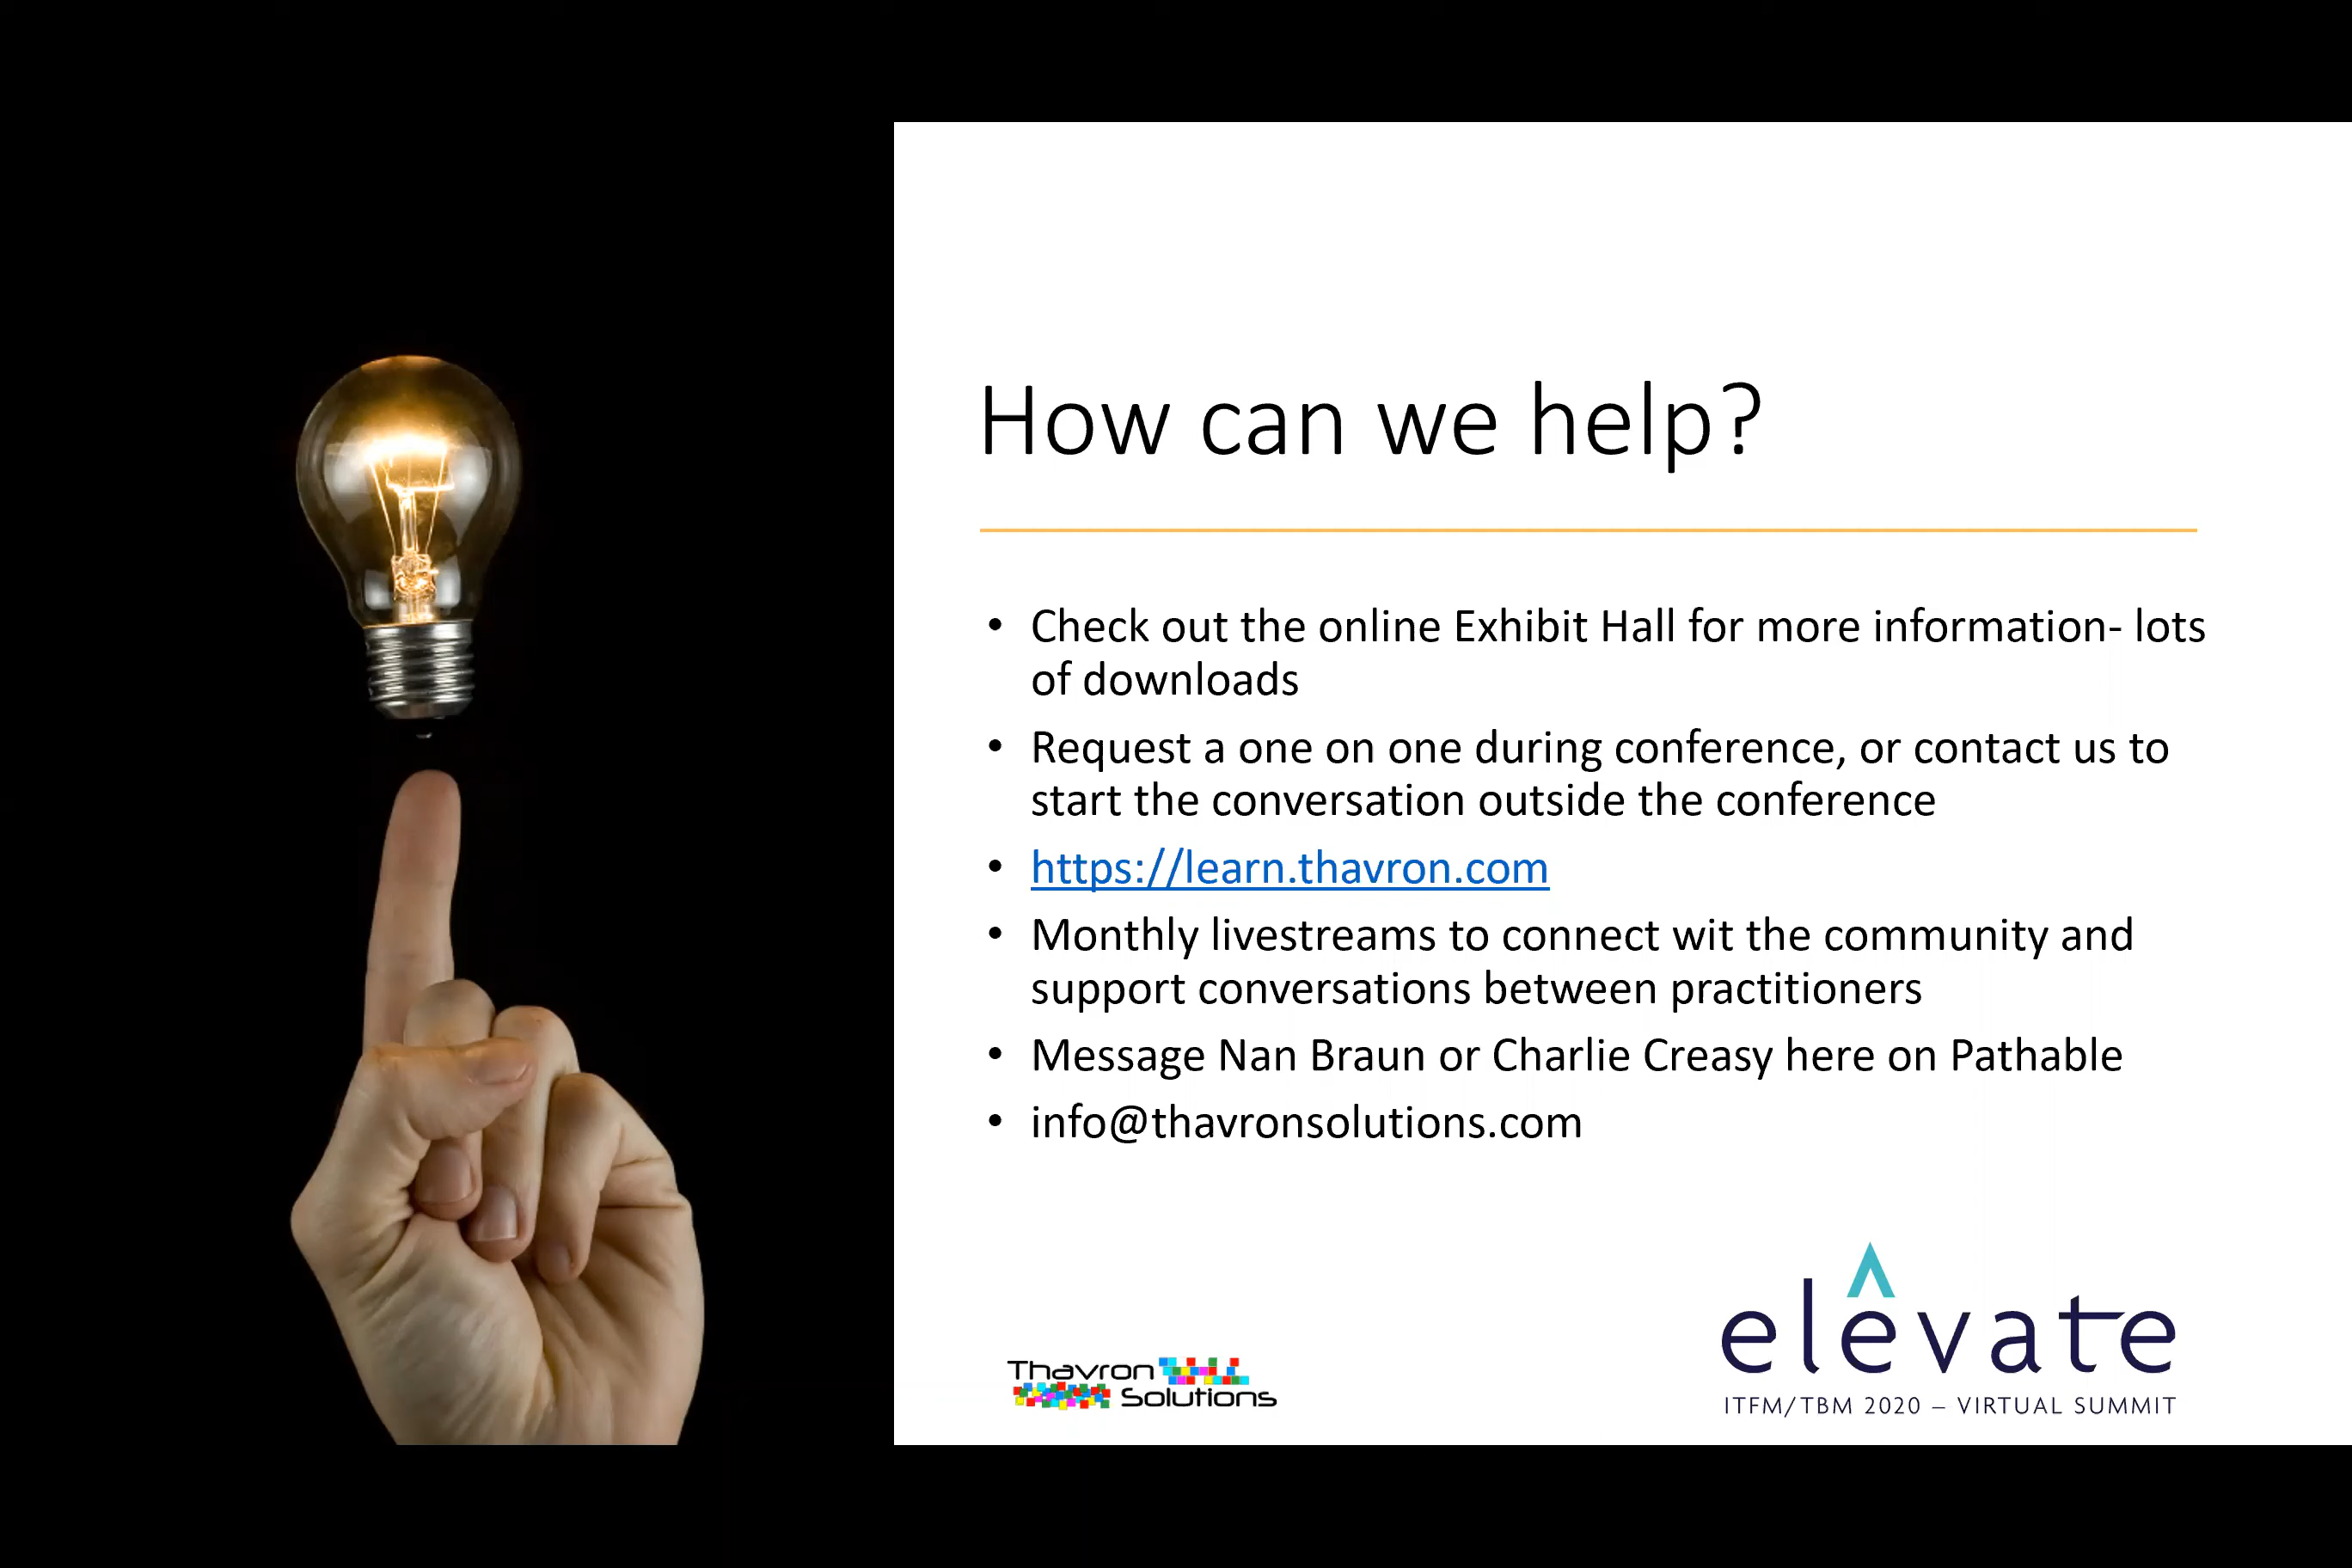 How can we help?
• Check out the online Exhibit Hall for more information- lots
of downloads
• Request a one on one during conference, or contact us to
start the conversation outside the conference
• https://learn.thavron.com
• Monthly livestreams to connect wit the community and
support conversations between practitioners
• Message Nan Braun or Charlie Creasy here on Pathable
• info@thavronsolutions.com
Thavron
Solutions
elêvate
ITFM/TBM 2020 – VIRTUAL SUMMIT